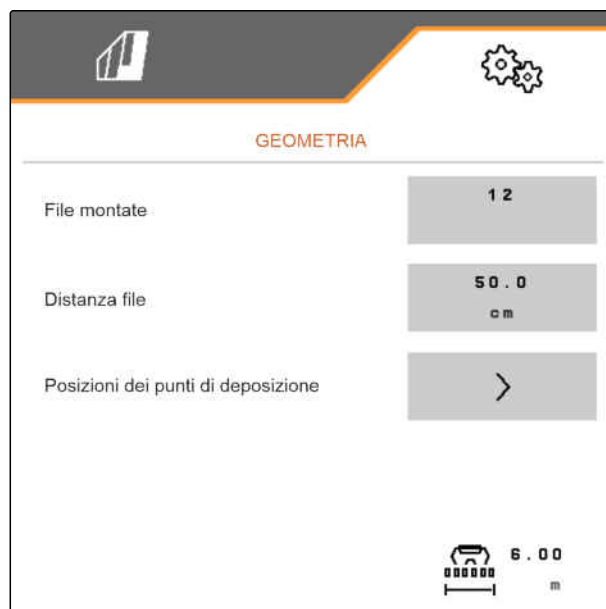 GEOMETRIA
File montate
12
Distanza file
50.0
cm
Posizioni dei punti di deposizione
6.00
m